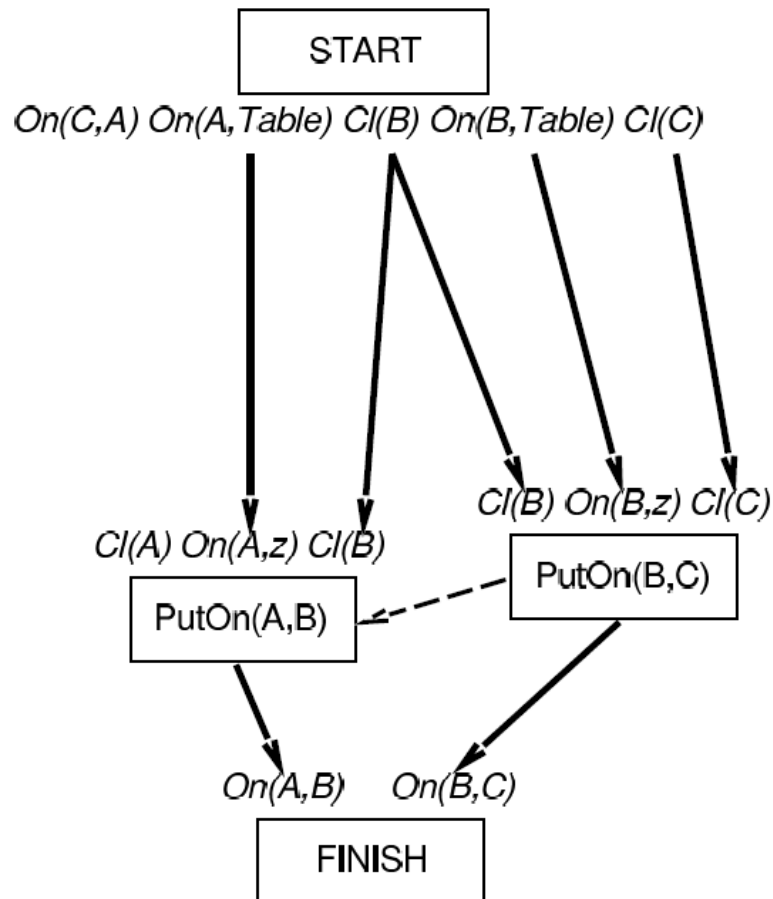 START
On(C,A) On(A,Table) Cl(B) On(B,Table) Cl(C)
Cl(B) On(B,z) Cl(C)
Cl(A) On(A,z) Cl(B)
PutOn(B,C)
PutOn(A,B)
On(A,B) On(B,C)
FINISH